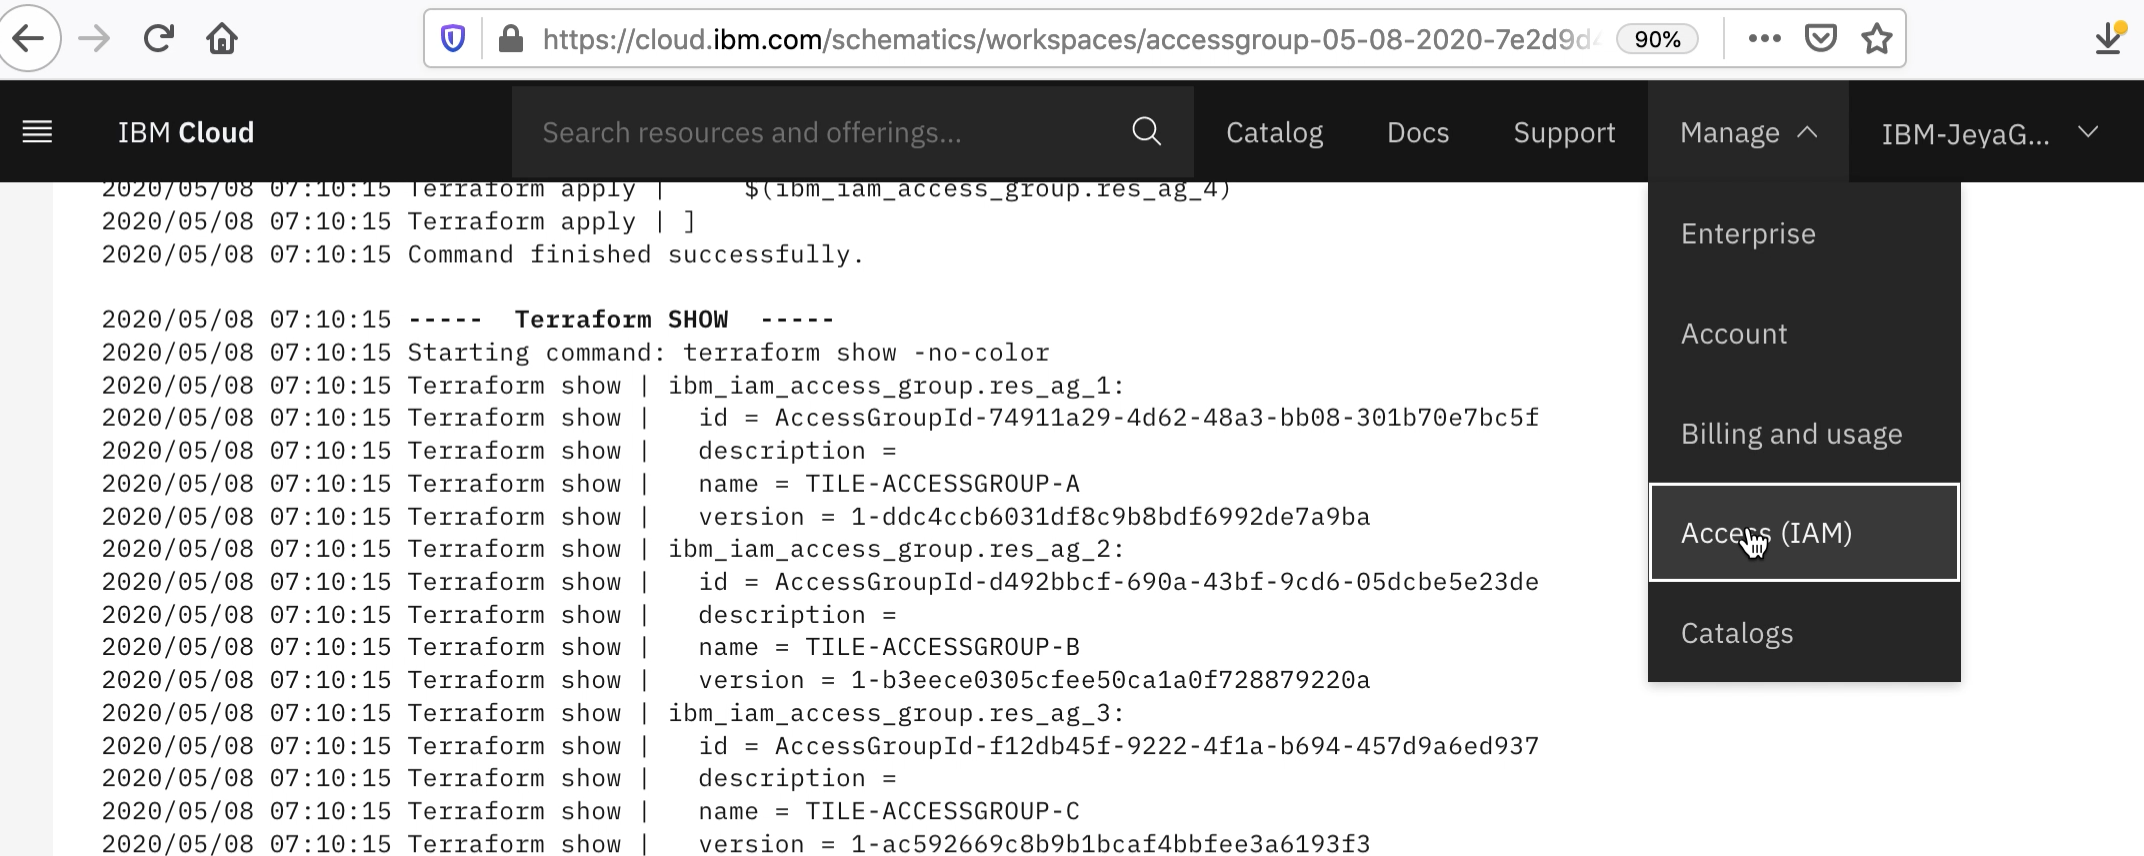 https://cloud.ibm.com/schematics/workspaces/accessgroup-05-08-2020-7e2d9d 90%
IBM Cloud Search resources and offerings... Catalog Docs Support Manage IBM-JeyaG...
2020/05/08 07:10:15 Terraform apply |     $(ibm_iam_access_group.res_ag_4)
2020/05/08 07:10:15 Terraform apply | ]
2020/05/08 07:10:15 Command finished successfully.
2020/05/08 07:10:15 -----  Terraform SHOW  -----
2020/05/08 07:10:15 Starting command: terraform show -no-color
2020/05/08 07:10:15 Terraform show | ibm_iam_access_group.res_ag_1:
2020/05/08 07:10:15 Terraform show |   id = AccessGroupId-74911a29-4d62-48a3-bb08-301b70e7bc5f
2020/05/08 07:10:15 Terraform show |   description =
2020/05/08 07:10:15 Terraform show |   name = TILE-ACCESSGROUP-A
2020/05/08 07:10:15 Terraform show |   version = 1-ddc4ccb6031df8c9b8bdf6992de7a9ba
2020/05/08 07:10:15 Terraform show | ibm_iam_access_group.res_ag_2:
2020/05/08 07:10:15 Terraform show |   id = AccessGroupId-d492bbcf-690a-43bf-9cd6-05dcbe5e23de
2020/05/08 07:10:15 Terraform show |   description =
2020/05/08 07:10:15 Terraform show |   name = TILE-ACCESSGROUP-B
2020/05/08 07:10:15 Terraform show |   version = 1-b3eece0305cfee50ca1a0f728879220a
2020/05/08 07:10:15 Terraform show | ibm_iam_access_group.res_ag_3:
2020/05/08 07:10:15 Terraform show |   id = AccessGroupId-f12db45f-9222-4f1a-b694-457d9a6ed937
2020/05/08 07:10:15 Terraform show |   description =
2020/05/08 07:10:15 Terraform show |   name = TILE-ACCESSGROUP-C
2020/05/08 07:10:15 Terraform show |   version = 1-ac592669c8b9b1bcaf4bbfee3a6193f3
Enterprise
Account
Billing and usage
Access (IAM)
Catalogs